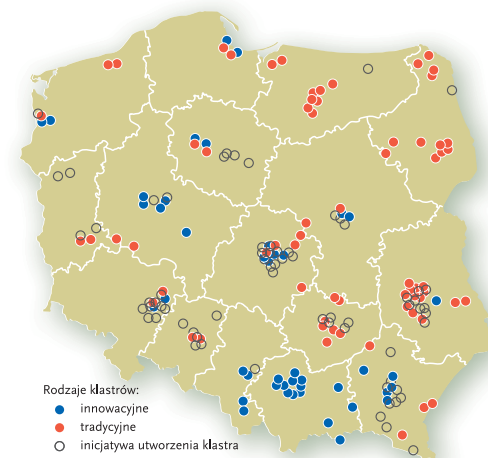 Rodzaje klastrów:
innowacyjne
tradycyjne
inicjatywa utworzenia klastra